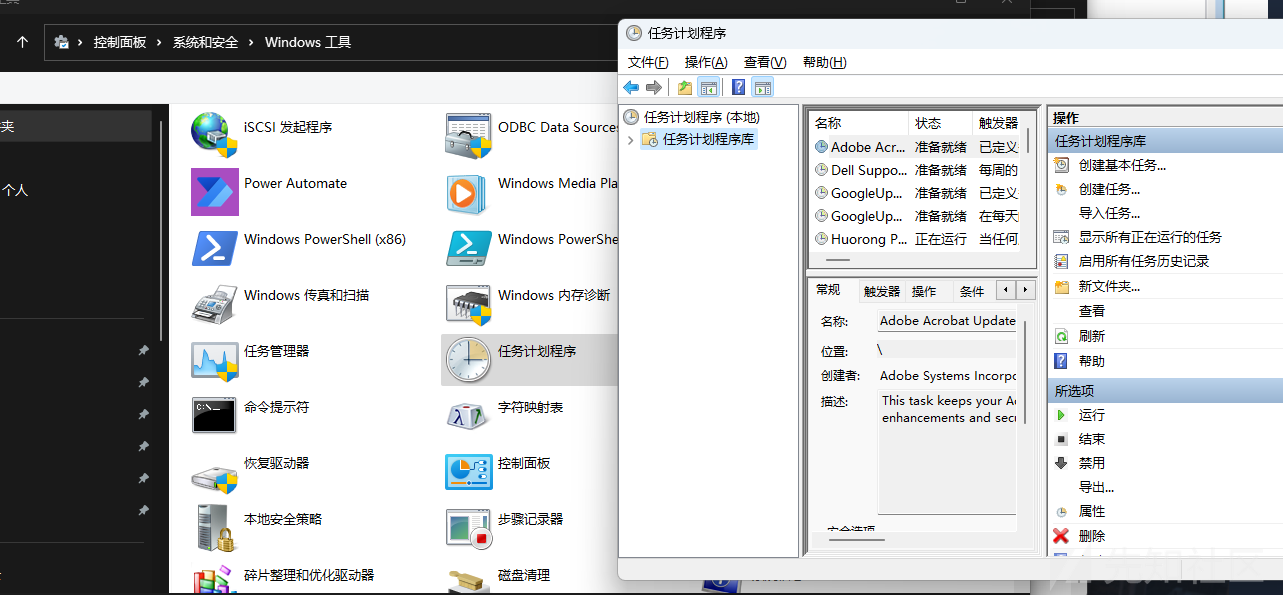 控制面板 › 系统和安全 › Windows 工具
夹
个人
iSCSI 发起程序
ODBC Data Sources
Power Automate
Windows Media Pla
Windows PowerShell (x86)
Windows PowerShe
Windows 传真和扫描
Windows 内存诊断
任务管理器
任务计划程序
命令提示符
字符映射表
恢复驱动器
控制面板
本地安全策略
步骤记录器
碎片整理和优化驱动器
磁盘清理
任务计划程序
文件(F) 操作(A) 查看(V) 帮助(H)
任务计划程序 (本地)
任务计划程序库
名称 状态 触发器
Adobe Acr... 准备就绪 已定义
Dell Suppo... 准备就绪 每周的
GoogleUp... 准备就绪 已定义
GoogleUp... 准备就绪 在每天
Huorong P... 正在运行 当任何
常规 触发器 操作 条件
名称: Adobe Acrobat Update
位置: \
创建者: Adobe Systems Incorpo
描述: This task keeps your Ad
enhancements and secu
安全选项
操作
任务计划程序库
创建基本任务...
创建任务...
导入任务...
显示所有正在运行的任务
启用所有任务历史记录
新文件夹...
查看
刷新
帮助
所选项
运行
结束
禁用
导出...
属性
删除
先知社区